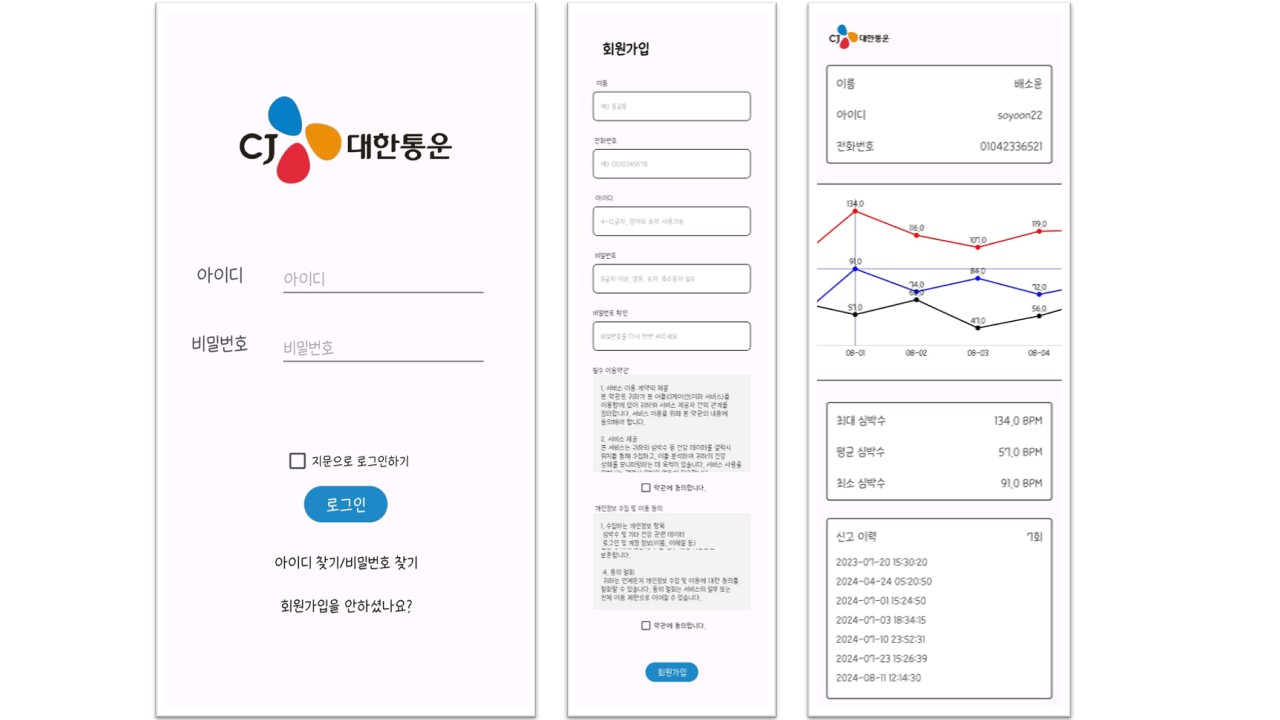 CJ 대한통운
아이디 아이디
비밀번호 비밀번호
지문으로 로그인하기
로그인
아이디 찾기/비밀번호 찾기
회원가입을 안하셨나요?
회원가입
이름
예) 홍길동
전화번호
예) 01012345678
아이디
비밀번호
8글자 이상, 영문, 숫자, 특수문자 필수
비밀번호 확인
비밀번호를 다시 한번
필수 이용약관
1. 서비스 이용 계약의 체결
본 약관은 귀하가 본 어플리케이션(이하 서비스)을
이용함에 있어 귀하와 서비스 제공자 간의 관계를
정의합니다. 서비스 이용을 위해 본 약관의 내용에
동의해야 합니다.
2. 서비스 제공
본 서비스는 귀하의 심박수 등 건강 데이터를 갤럭시
워치를 통해 수집하고, 이를 분석하여 귀하의 건강
상태를 모니터링하는 데 목적이 있습니다. 서비스 사용을
약관에 동의합니다.
개인정보 수집 및 이용 동의
1. 수집하는 개인정보 항목
심박수 및 기타 건강 관련 데이터
로그인 및 계정 정보(이름, 이메일 등)
보존합니다.
4. 동의 철회
귀하는 언제든지 개인정보 수집 및 이용에 대한 동의를
철회할 수 있습니다. 동의 철회는 서비스의 일부 또는
전체 이용 제한으로 이어질 수 있습니다.
약관에 동의합니다.
회원가입
CJ 대한통운
이름 배소윤
아이디 soyoon22
전화번호 01042336521
134.0
116.0
107.0
119.0
91.0
74.0
84.0
72.0
57.0
47.0
56.0
08-01 08-02 08-03 08-04
최대 심박수 134.0 BPM
평균 심박수 57.0 BPM
최소 심박수 91.0 BPM
신고 이력 7회
2023-07-20 15:30:20
2024-04-24 05:20:50
2024-07-01 15:24:50
2024-07-03 18:34:15
2024-07-10 23:52:31
2024-07-23 15:26:39
2024-08-11 12:14:30